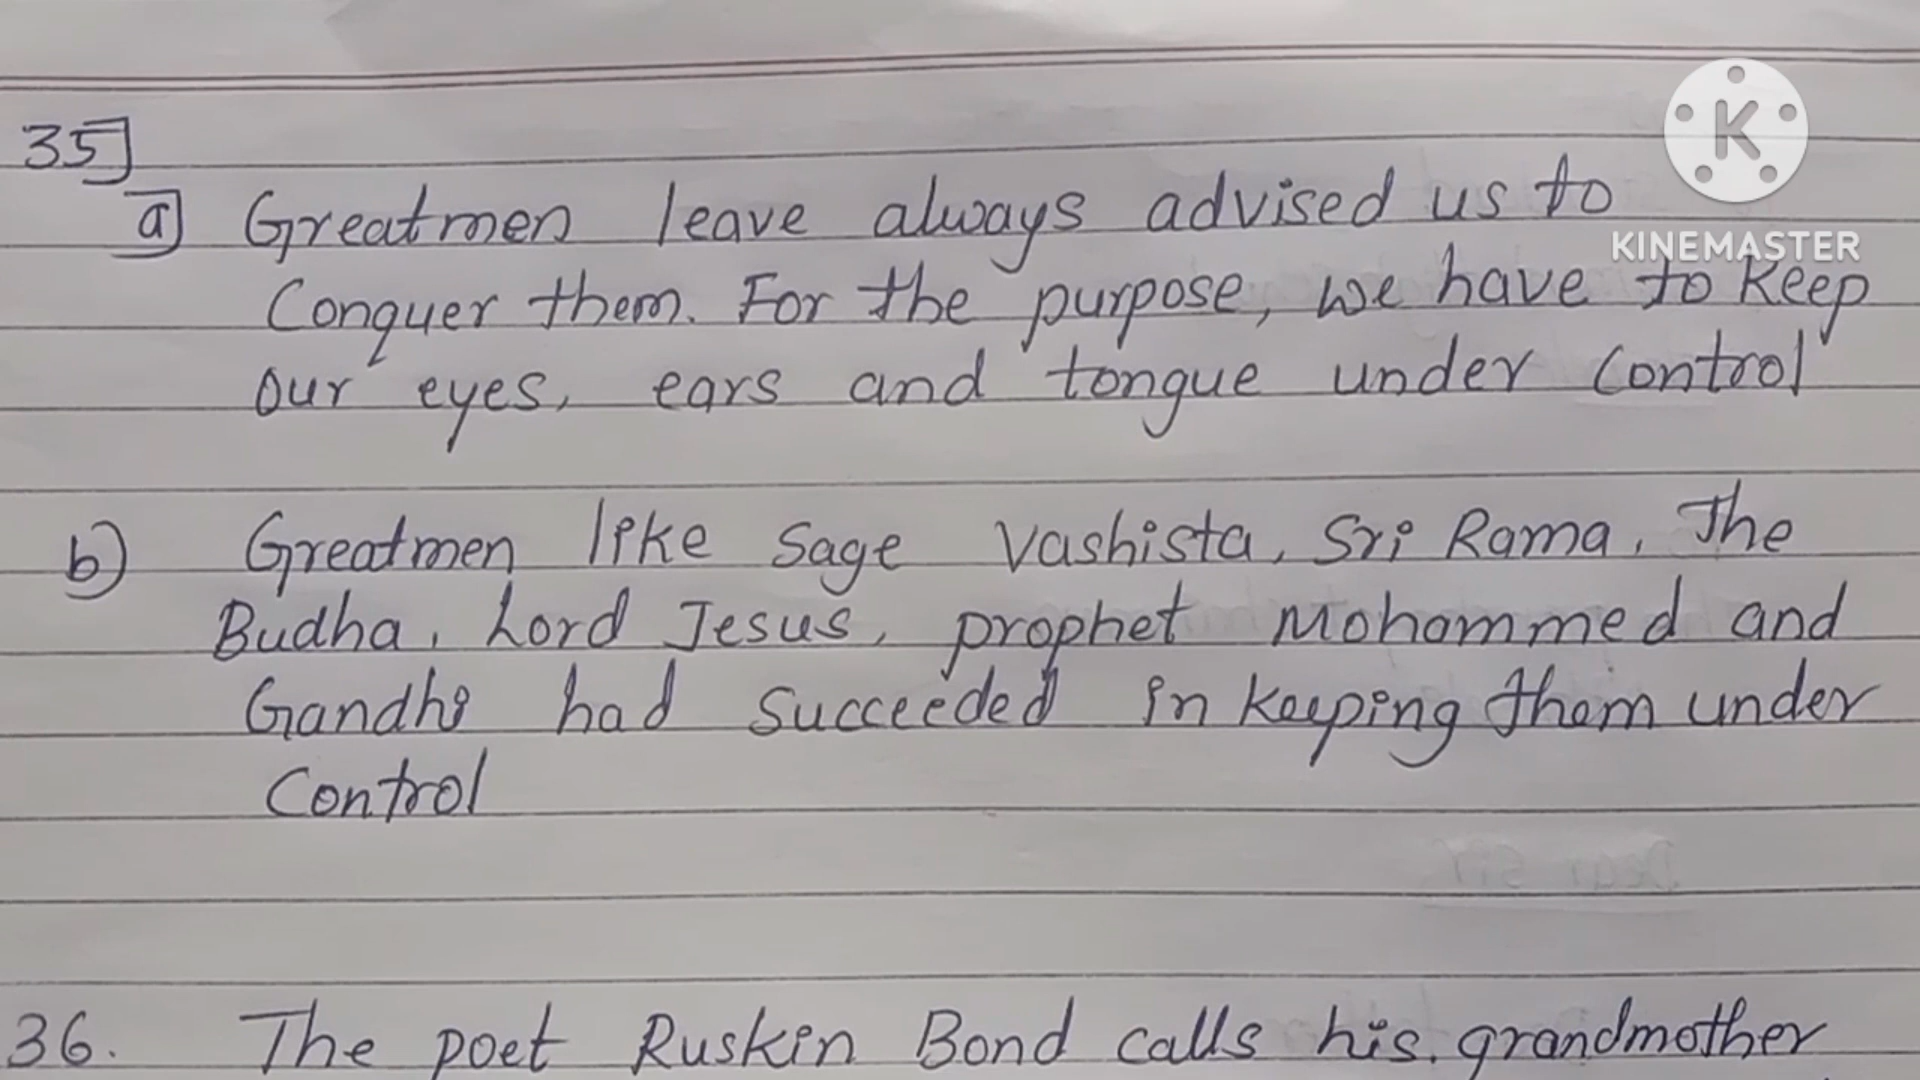 35]
a] Greatmen leave always advised us to
Conquer them. For the purpose, we have to keep
our eyes, ears and tongue under control
b) Greatmen like Sage Vashista, Sri Rama, The
Budha, Lord Jesus, prophet Mohammed and
Gandhi had succeeded in keeping them under
Control
36. The poet Ruskin Bond calls his grandmother
K
KINEMASTER
Dear Sir